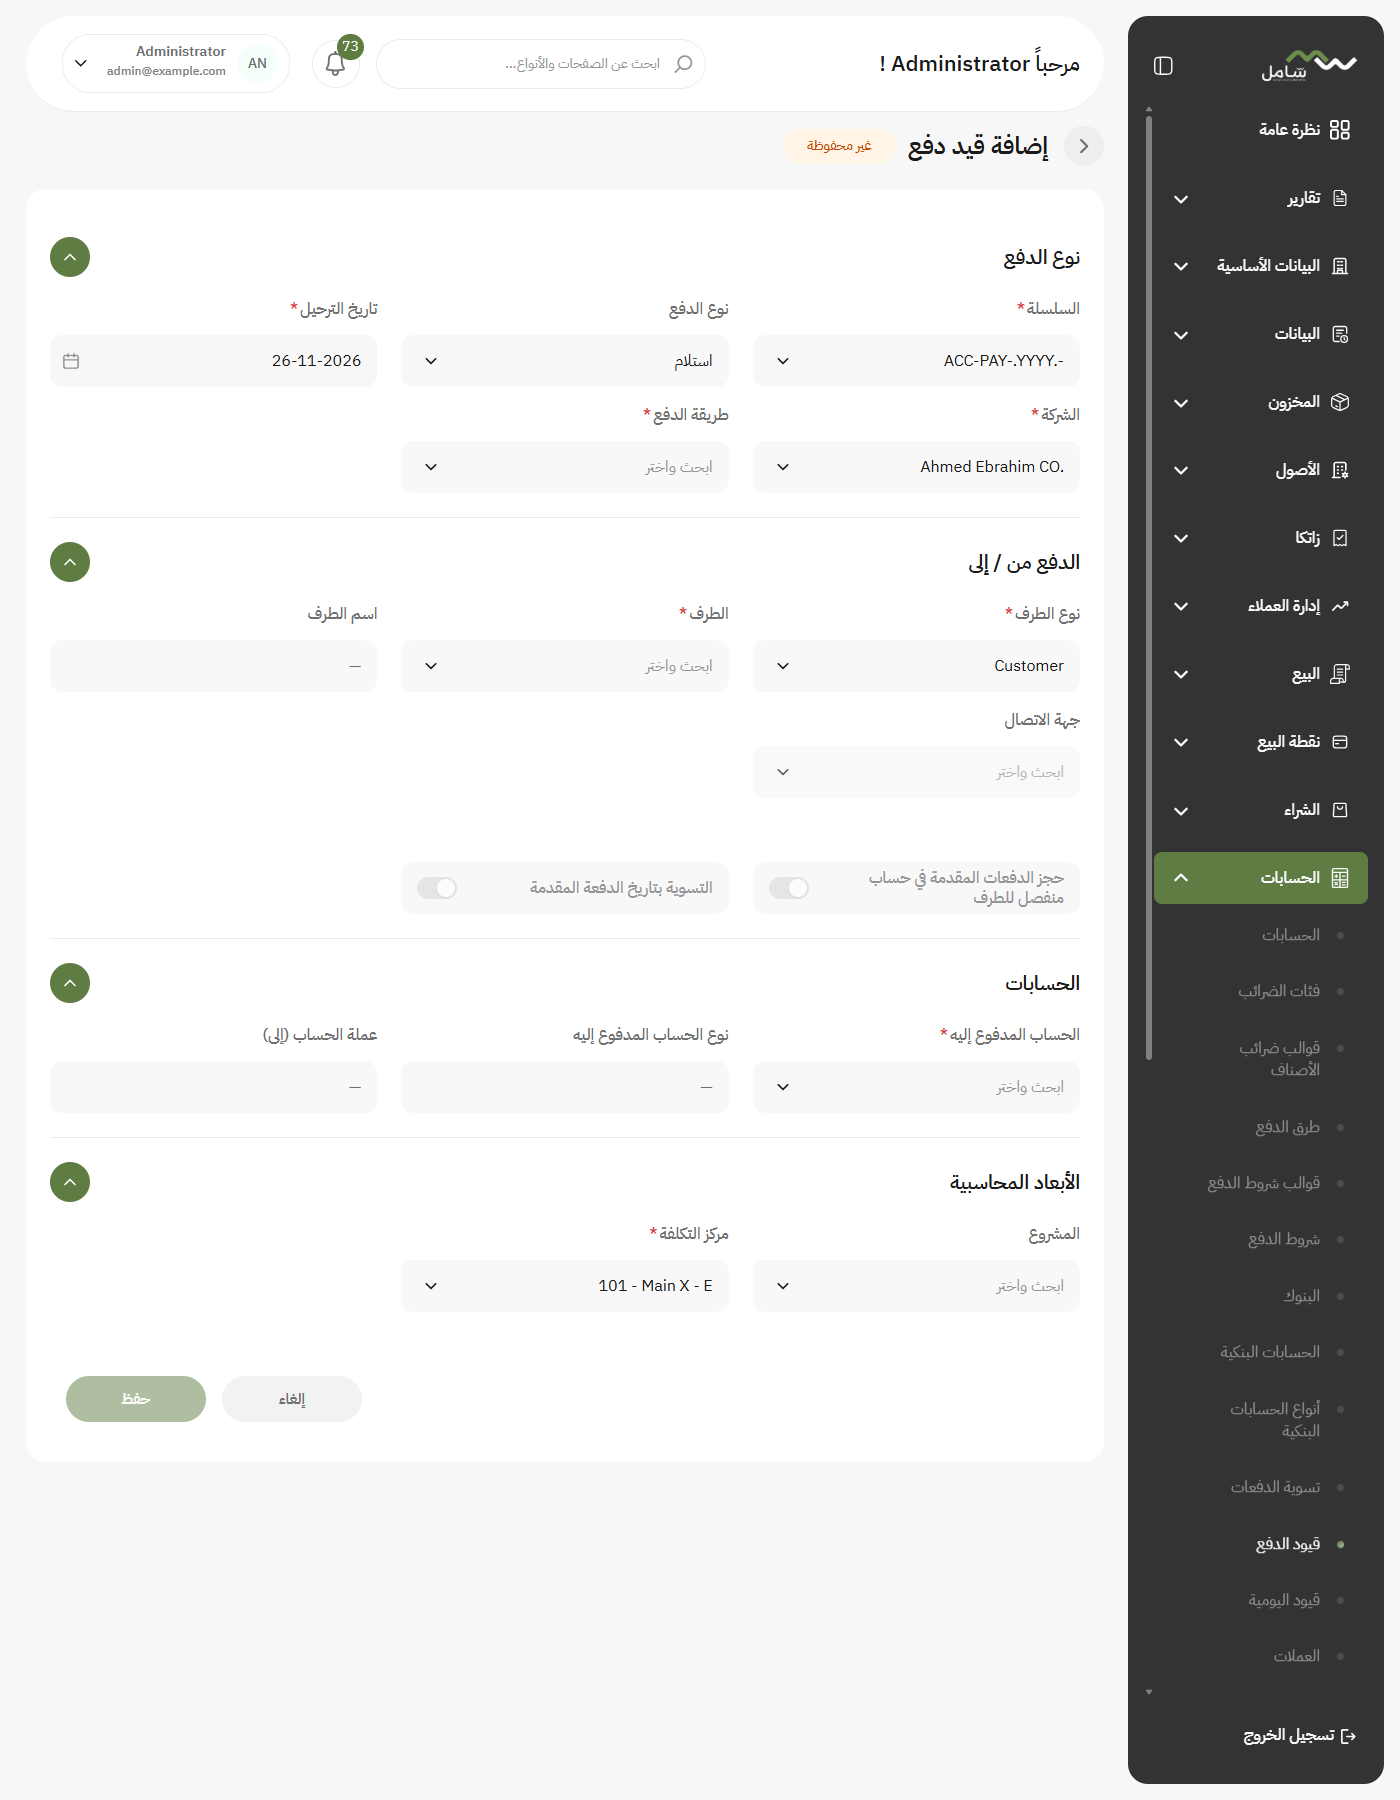 شامل
نظرة عامة
تقارير
البيانات الأساسية
البيانات
المخزون
الأصول
زاتكا
إدارة العملاء
البيع
نقطة البيع
الشراء
الحسابات
الحسابات
فئات الضرائب
قوالب ضرائب
الأصناف
طرق الدفع
قوالب شروط الدفع
شروط الدفع
البنوك
الحسابات البنكية
أنواع الحسابات
البنكية
تسوية الدفعات
قيود الدفع
قيود اليومية
العملات
تسجيل الخروج
مرحباً Administrator !
ابحث عن الصفحات والأنواع...
73
AN
Administrator
admin@example.com
إضافة قيد دفع
غير محفوظة
نوع الدفع
السلسلة *
نوع الدفع
تاريخ الترحيل *
ACC-PAY-.YYYY.-
استلام
26-11-2026
الشركة *
طريقة الدفع *
Ahmed Ebrahim CO.
ابحث واختر
الدفع من / إلى
نوع الطرف *
الطرف *
اسم الطرف
Customer
ابحث واختر
—
جهة الاتصال
ابحث واختر
حجز الدفعات المقدمة في حساب
منفصل للطرف
التسوية بتاريخ الدفعة المقدمة
الحسابات
الحساب المدفوع إليه *
نوع الحساب المدفوع إليه
عملة الحساب (إلى)
ابحث واختر
—
—
الأبعاد المحاسبية
المشروع
مركز التكلفة *
ابحث واختر
101 - Main X - E
إلغاء
حفظ